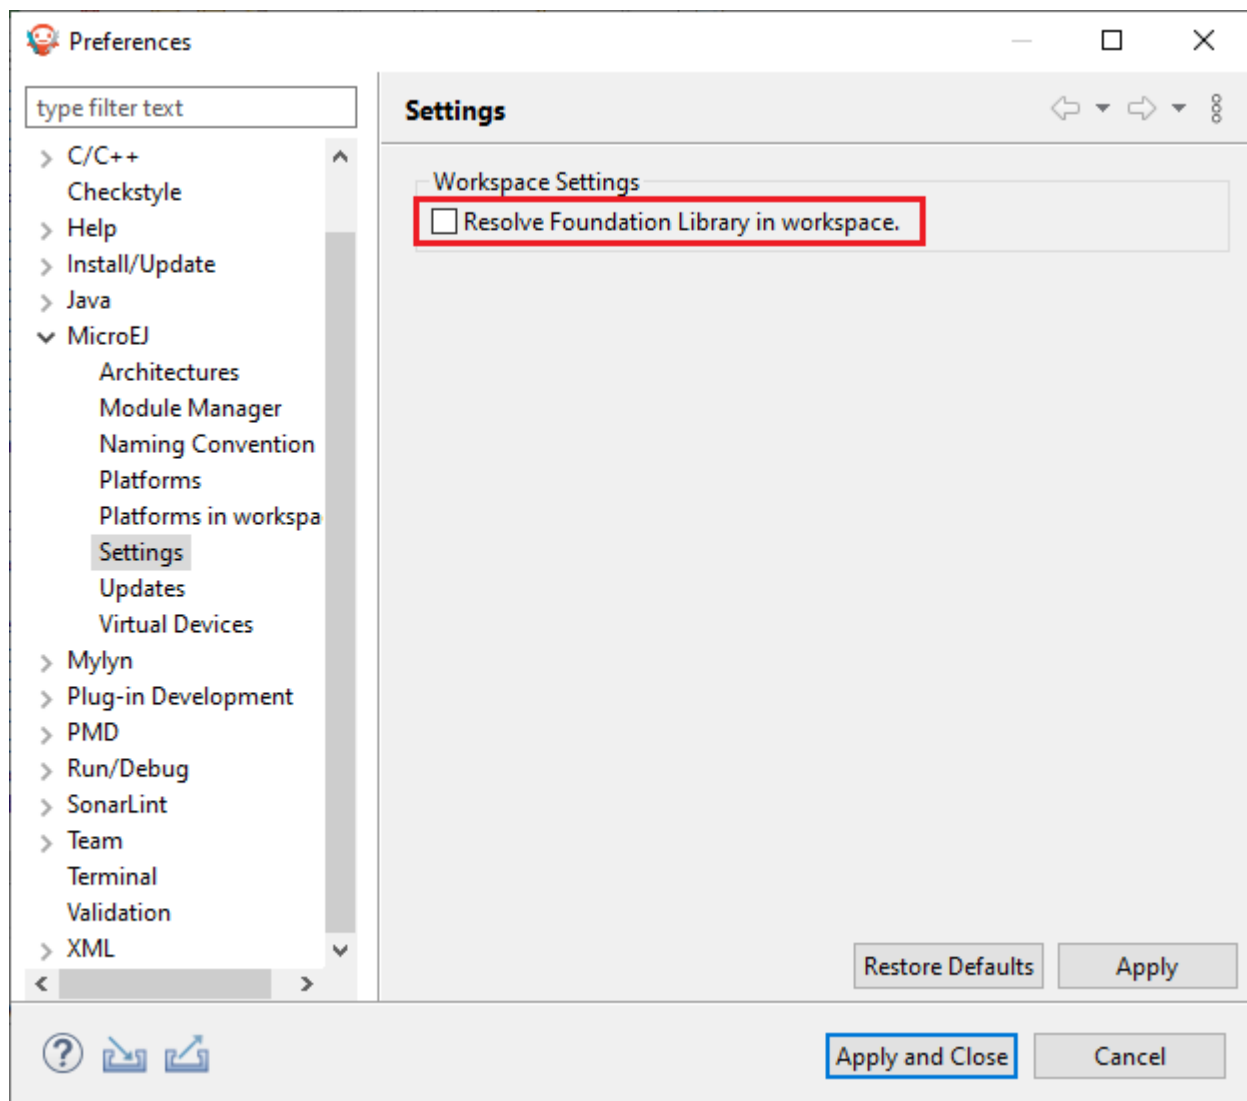 Preferences
type filter text
C/C++
Checkstyle
Help
Install/Update
Java
MicroEJ
Architectures
Module Manager
Naming Convention
Platforms
Platforms in workspa
Settings
Updates
Virtual Devices
Mylyn
Plug-in Development
PMD
Run/Debug
SonarLint
Team
Terminal
Validation
XML
Settings
Workspace Settings
Resolve Foundation Library in workspace.
Restore Defaults
Apply
Apply and Close
Cancel